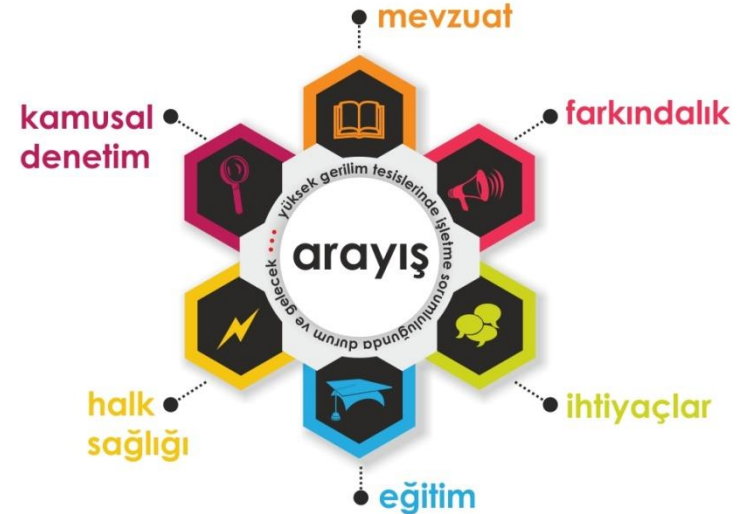 mevzuat
kamusal
denetim
farkındalık
yüksek gerilim tesislerinde işletme sorumluluğunda durum ve gelecek •••
arayış
halk
sağlığı
ihtiyaçlar
eğitim